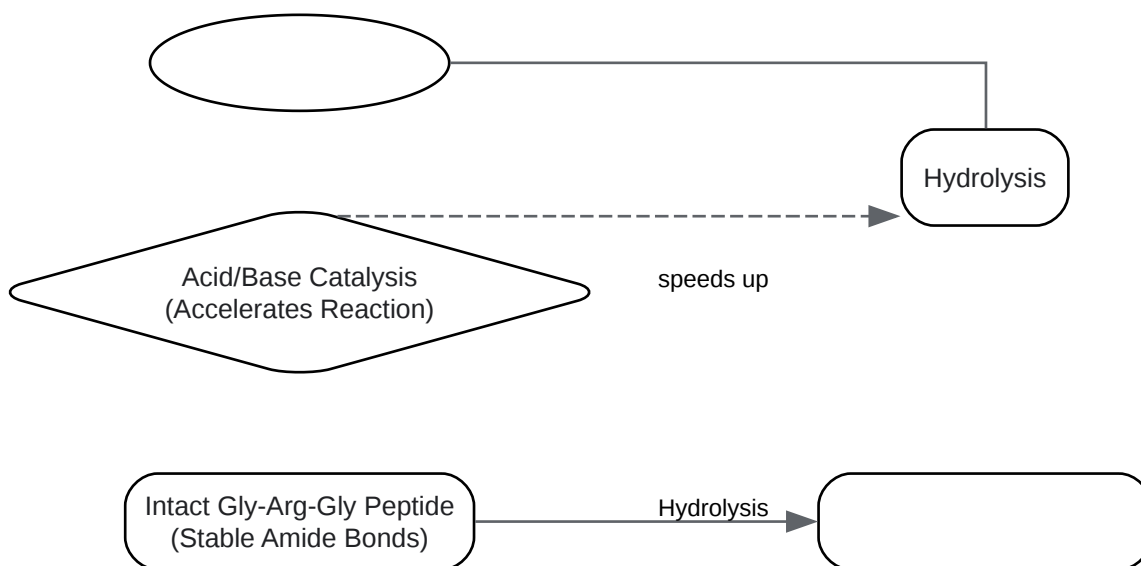 Hydrolysis
Acid/Base Catalysis
(Accelerates Reaction)
speeds up
Intact Gly-Arg-Gly Peptide
(Stable Amide Bonds)
Hydrolysis